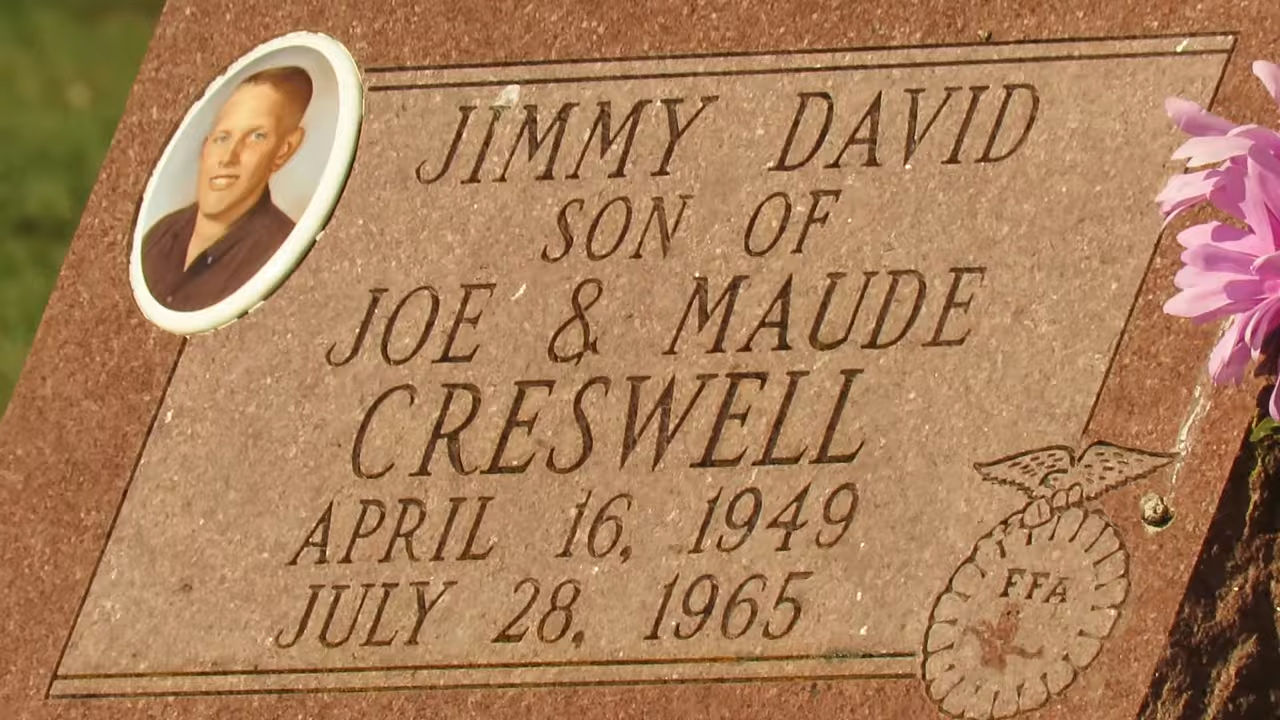 JIMMY DAVID
SON OF
JOE & MAUDE
CRESWELL
APRIL 16, 1949
JULY 28, 1965
FFA